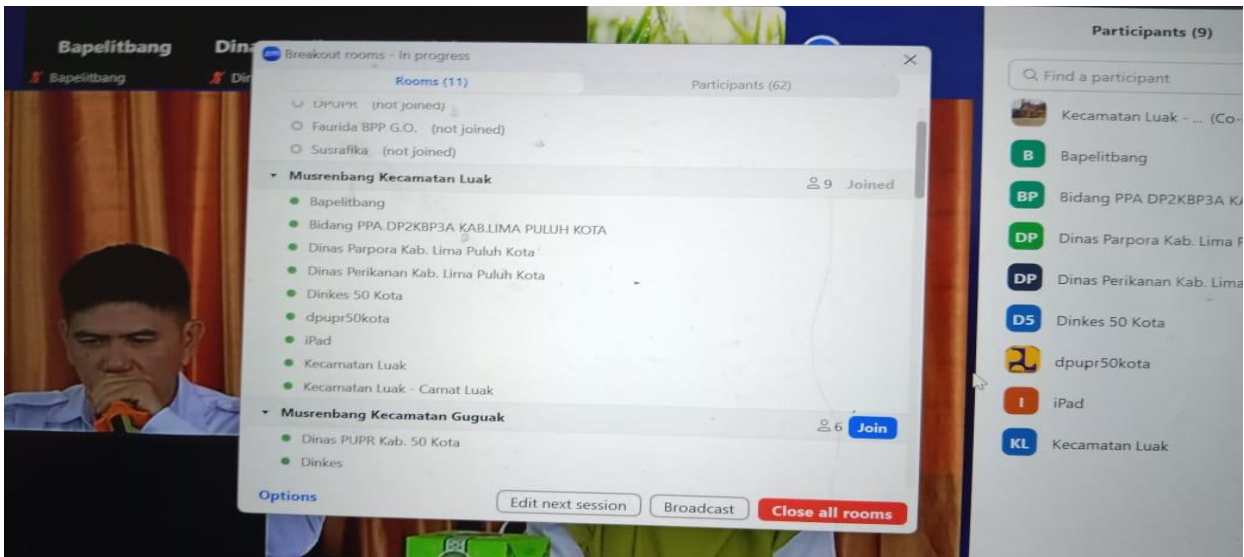 Bapelitbang
Bapelitbang
zm Breakout rooms - In progress
Rooms (11)
Participants (62)
DPUPR (not joined)
Faurida BPP G.O. (not joined)
Susrafika (not joined)
Musrenbang Kecamatan Luak
9 Joined
Bapelitbang
Bidang PPA DP2KBP3A KAB.LIMA PULUH KOTA
Dinas Parpora Kab. Lima Puluh Kota
Dinas Perikanan Kab. Lima Puluh Kota
Dinkes 50 Kota
dpupr50kota
iPad
Kecamatan Luak
Kecamatan Luak - Camat Luak
Musrenbang Kecamatan Guguak
6 Join
Dinas PUPR Kab. 50 Kota
Dinkes
Options
Edit next session
Broadcast
Close all rooms
Participants (9)
Find a participant
Kecamatan Luak - ... (Co-
B Bapelitbang
BP Bidang PPA DP2KBP3A
DP Dinas Parpora Kab. Lima
DP Dinas Perikanan Kab. Lima
D5 Dinkes 50 Kota
dpupr50kota
I iPad
KL Kecamatan Luak